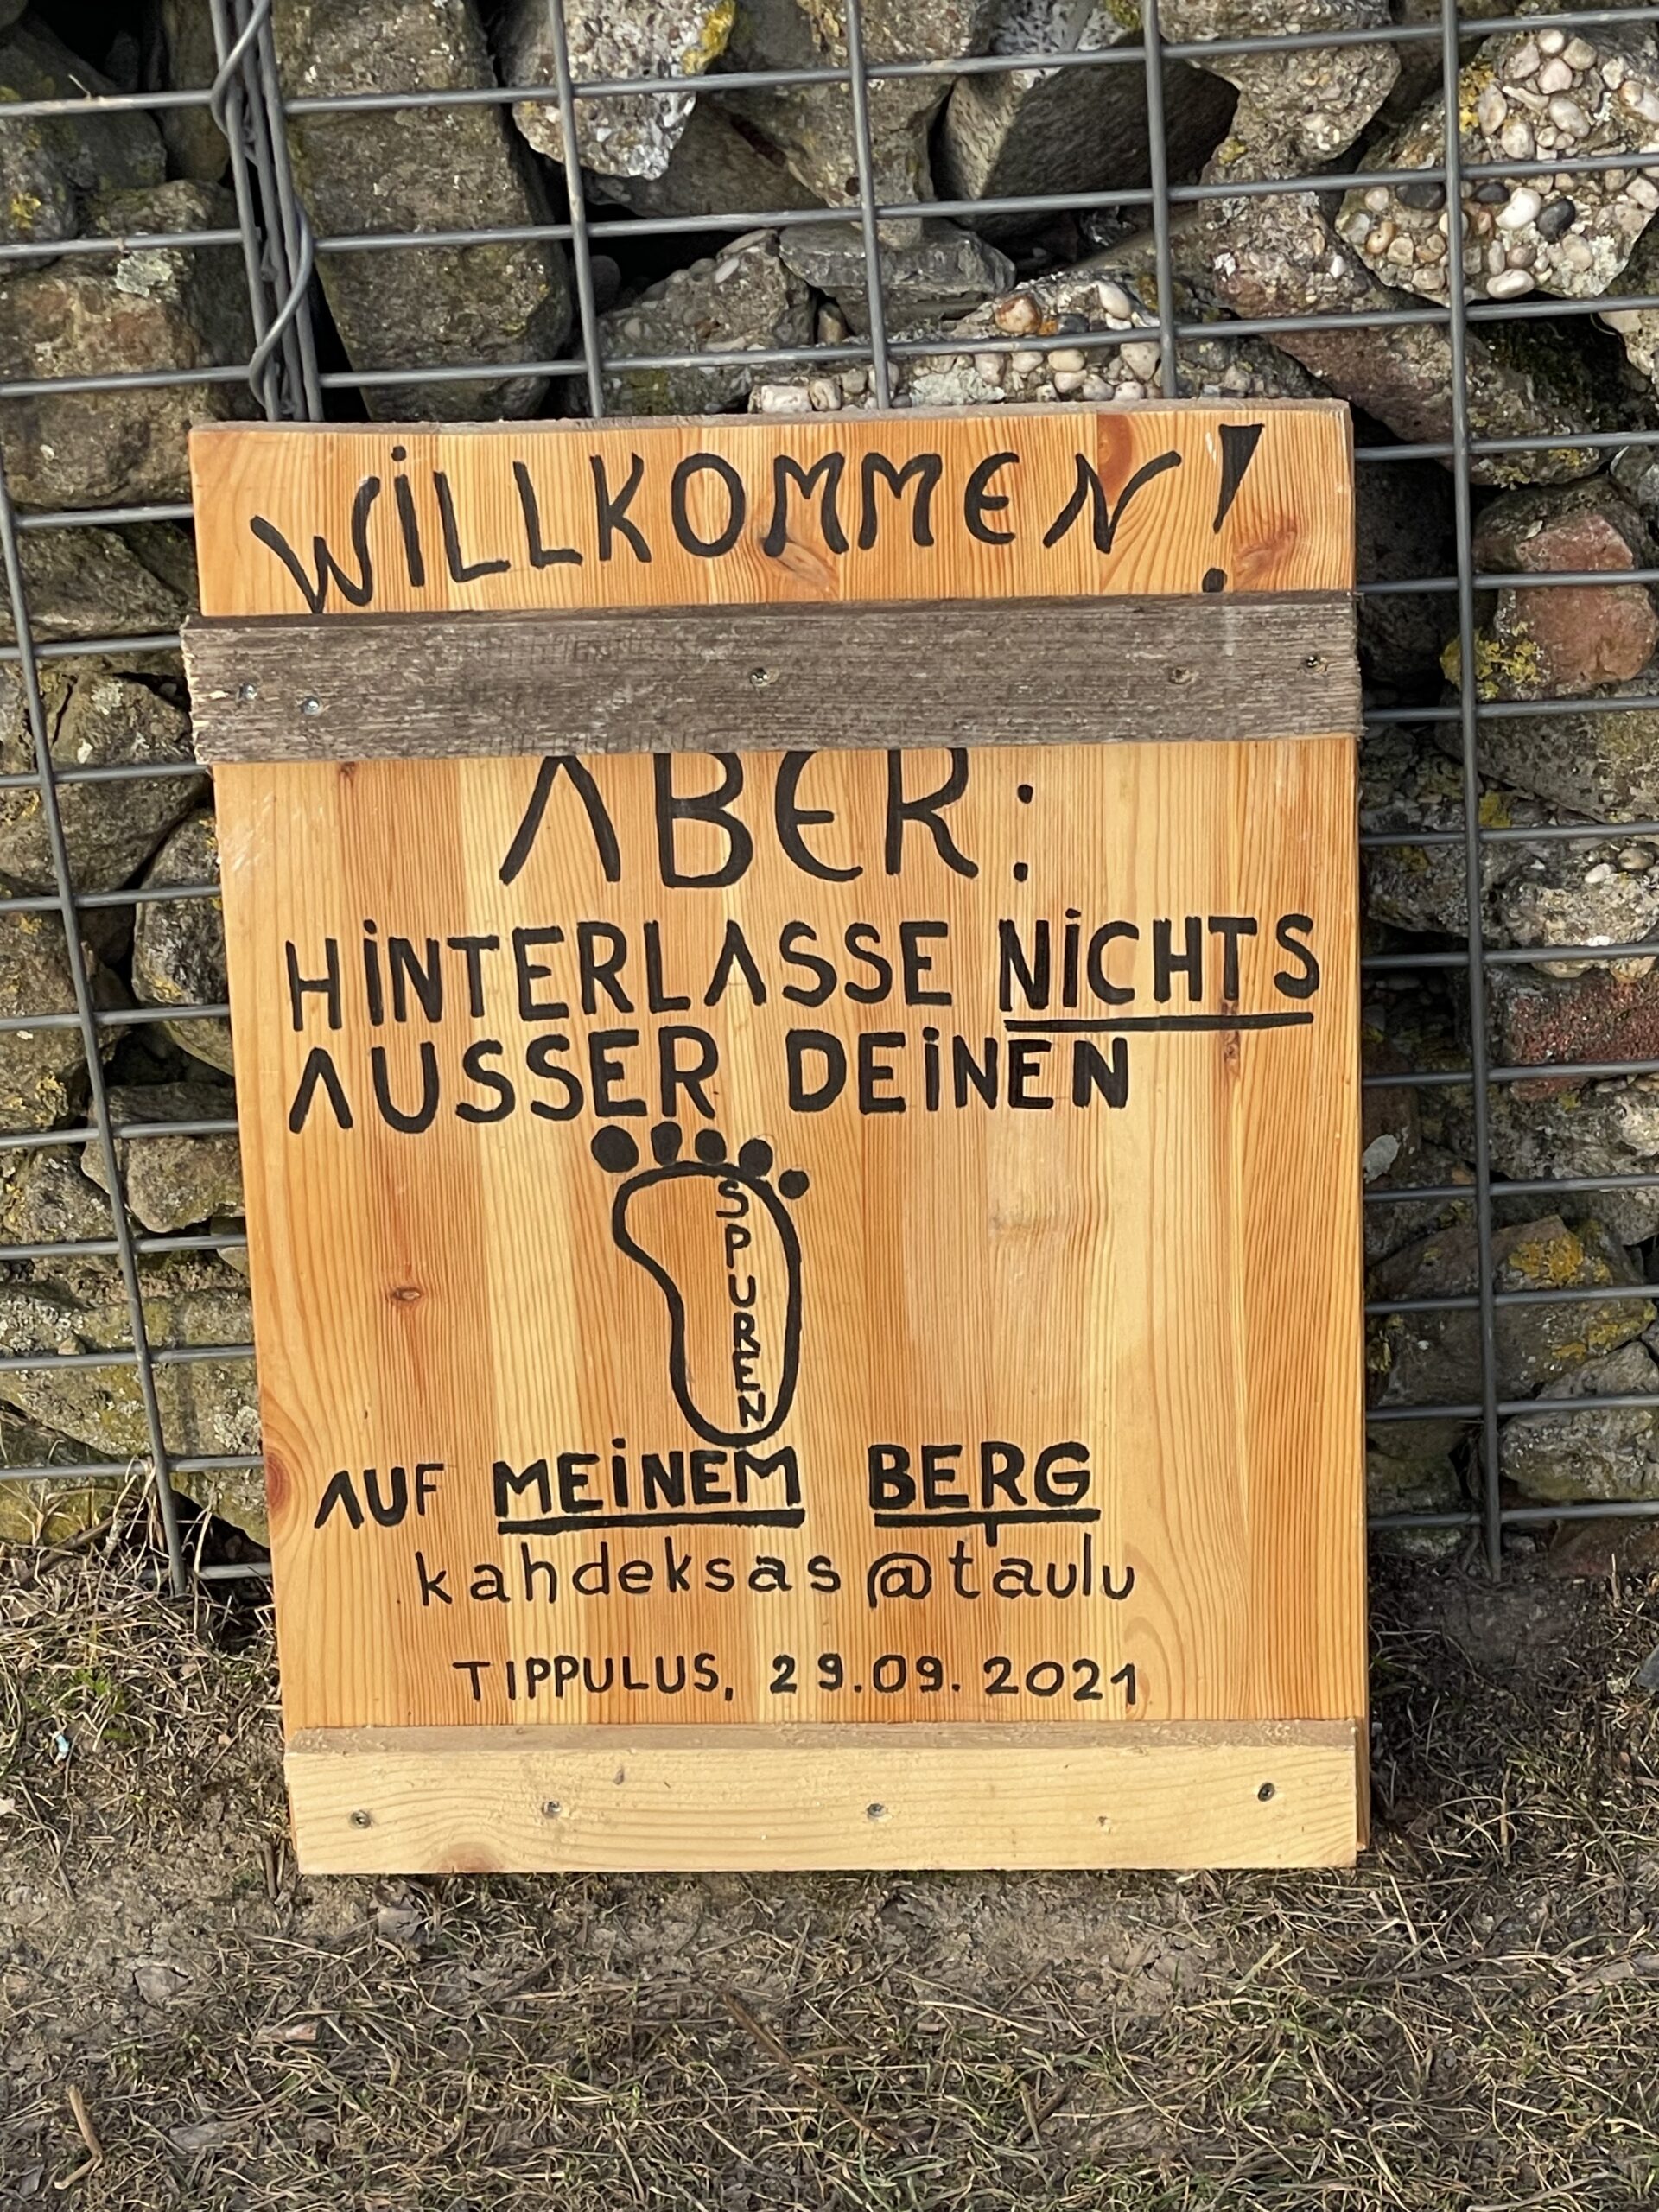 WILLKOMMEN!
ABER:
HINTERLASSE NICHTS
AUSSER DEINEN
SPUREN
AUF MEINEM BERG
kahdeksas@taulu
TIPPULUS, 29.09.2021